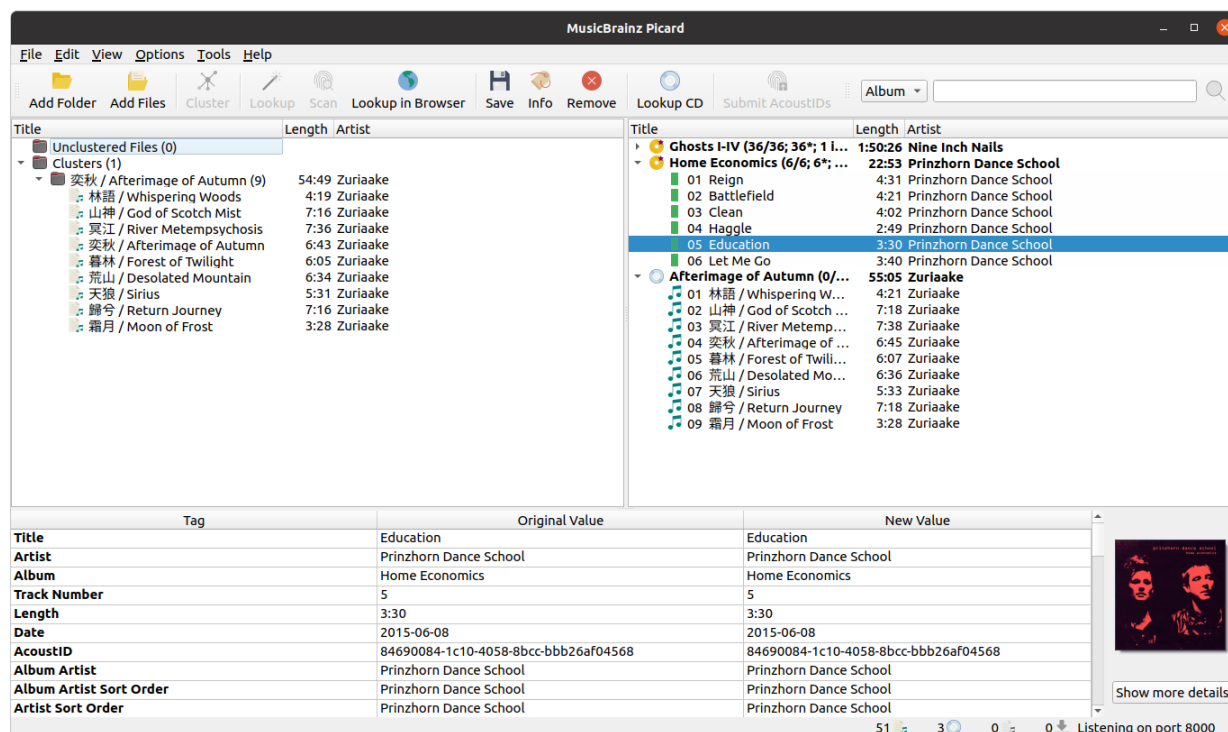 MusicBrainz Picard
File Edit View Options Tools Help
Add Folder Add Files Cluster Lookup Scan Lookup in Browser Save Info Remove Lookup CD Submit AcoustIDs Album
Title Length Artist
Unclustered Files (0)
Clusters (1)
奕秋 / Afterimage of Autumn (9) 54:49 Zuriaake
林語 / Whispering Woods 4:19 Zuriaake
山神 / God of Scotch Mist 7:16 Zuriaake
冥江 / River Metempsychosis 7:36 Zuriaake
奕秋 / Afterimage of Autumn 6:43 Zuriaake
暮林 / Forest of Twilight 6:05 Zuriaake
荒山 / Desolated Mountain 6:34 Zuriaake
天狼 / Sirius 5:31 Zuriaake
歸兮 / Return Journey 7:16 Zuriaake
霜月 / Moon of Frost 3:28 Zuriaake
Title Length Artist
Ghosts I-IV (36/36; 36*; 1 i... 1:50:26 Nine Inch Nails
Home Economics (6/6; 6*; ... 22:53 Prinzhorn Dance School
01 Reign 4:31 Prinzhorn Dance School
02 Battlefield 4:21 Prinzhorn Dance School
03 Clean 4:02 Prinzhorn Dance School
04 Haggle 2:49 Prinzhorn Dance School
05 Education 3:30 Prinzhorn Dance School
06 Let Me Go 3:40 Prinzhorn Dance School
Afterimage of Autumn (0/... 55:05 Zuriaake
01 林語 / Whispering W... 4:21 Zuriaake
02 山神 / God of Scotch ... 7:18 Zuriaake
03 冥江 / River Metemp... 7:38 Zuriaake
04 奕秋 / Afterimage of ... 6:45 Zuriaake
05 暮林 / Forest of Twili... 6:07 Zuriaake
06 荒山 / Desolated Mo... 6:36 Zuriaake
07 天狼 / Sirius 5:33 Zuriaake
08 歸兮 / Return Journey 7:18 Zuriaake
09 霜月 / Moon of Frost 3:28 Zuriaake
Tag Original Value New Value
Title Education Education
Artist Prinzhorn Dance School Prinzhorn Dance School
Album Home Economics Home Economics
Track Number 5 5
Length 3:30 3:30
Date 2015-06-08 2015-06-08
AcoustID 84690084-1c10-4058-8bcc-bbb26af04568 84690084-1c10-4058-8bcc-bbb26af04568
Album Artist Prinzhorn Dance School Prinzhorn Dance School
Album Artist Sort Order Prinzhorn Dance School Prinzhorn Dance School
Artist Sort Order Prinzhorn Dance School Prinzhorn Dance School
prinzhorn dance school
home economics
Show more details
51 3 0 0 Listening on port 8000